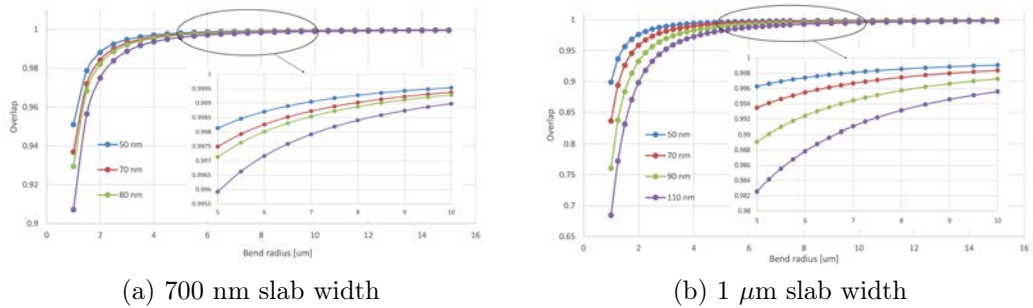 1
0.98
0.96
0.94
0.92
0.9
Overlap
0 2 4 6 8 10 12 14 16
Bend radius [um]
50 nm
70 nm
80 nm
110 nm
1
0.9995
0.999
0.9985
0.998
0.9975
0.997
0.9965
0.996
0.9955
5 6 7 8 9 10
(a) 700 nm slab width
1
0.95
0.9
0.85
0.8
0.75
0.7
0.65
Overlap
0 2 4 6 8 10 12 14 16
Bend radius [um]
50 nm
70 nm
90 nm
110 nm
1
0.998
0.996
0.994
0.992
0.99
0.988
0.986
0.984
0.982
0.98
5 6 7 8 9 10
(b) 1 μm slab width